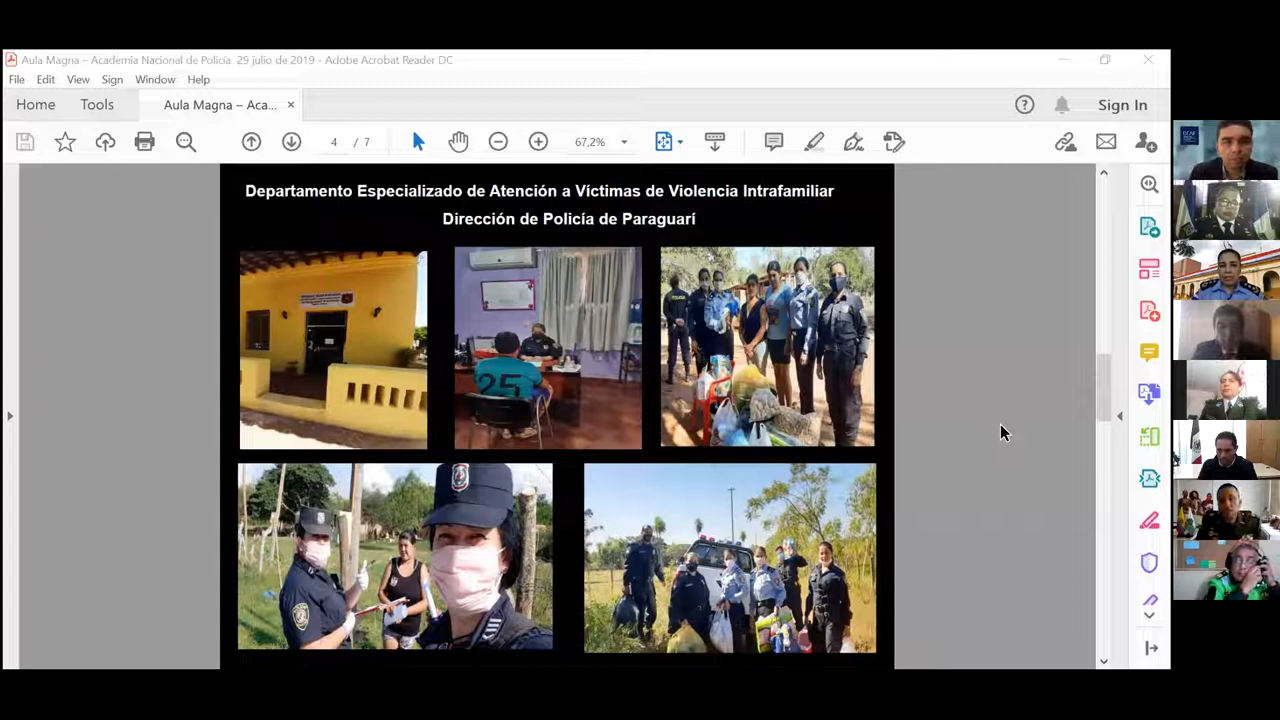 Aula Magna – Academia Nacional de Policía 29 julio de 2019 - Adobe Acrobat Reader DC
File Edit View Sign Window Help
Home Tools Aula Magna – Aca... × Sign In
4 / 7 67,2%
Departamento Especializado de Atención a Víctimas de Violencia Intrafamiliar
Dirección de Policía de Paraguarí
25
DCAF